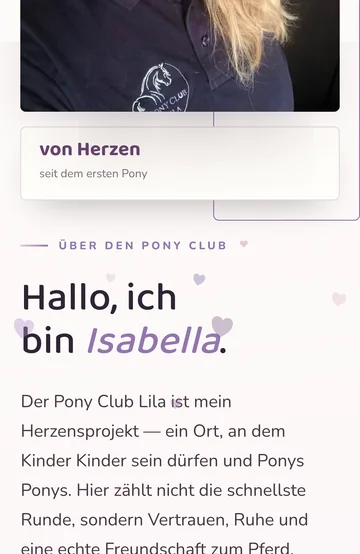 PONY CLUB
von Herzen
seit dem ersten Pony
ÜBER DEN PONY CLUB
Hallo, ich
bin Isabella.
Der Pony Club Lila ist mein
Herzensprojekt — ein Ort, an dem
Kinder Kinder sein dürfen und Ponys
Ponys. Hier zählt nicht die schnellste
Runde, sondern Vertrauen, Ruhe und
eine echte Freundschaft zum Pferd.